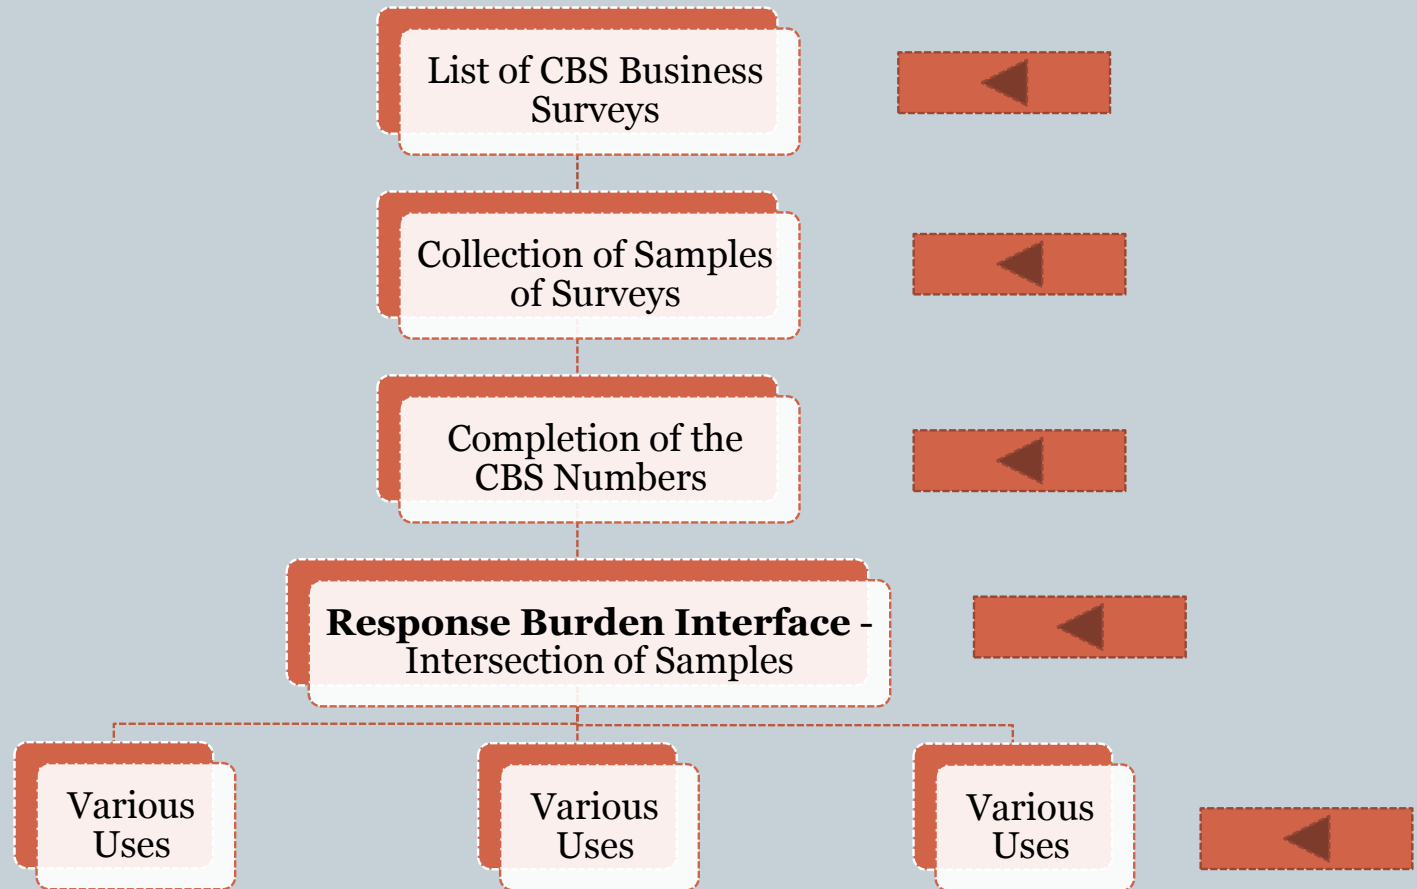 List of CBS Business
Surveys
Collection of Samples
of Surveys
Completion of the
CBS Numbers
Response Burden Interface -
Intersection of Samples
Various
Uses
Various
Uses
Various
Uses